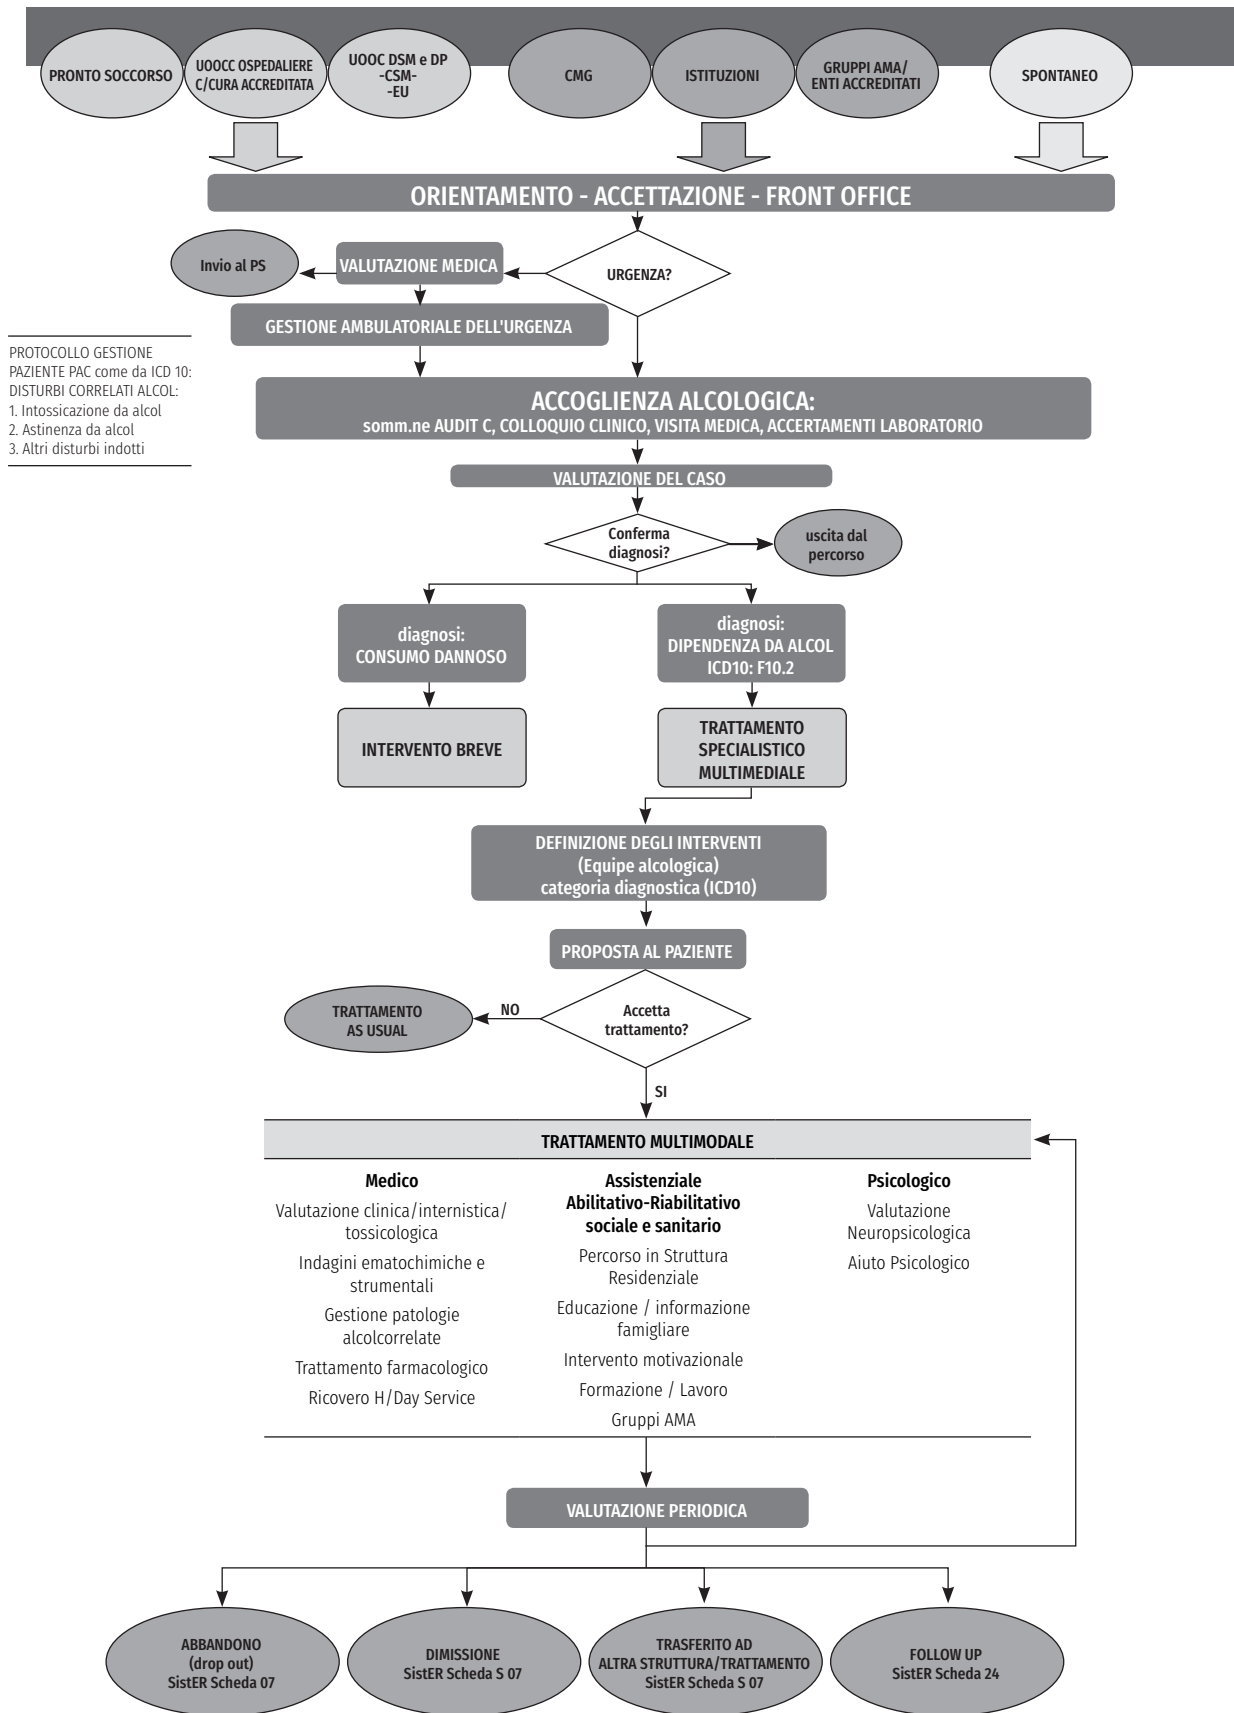 PRONTO SOCCORSO
UOOCC OSPEDALIERE
C/CURA ACCREDITATA
UOOC DSM e DP
-CSM-
-EU
CMG
ISTITUZIONI
GRUPPI AMA/
ENTI ACCREDITATI
SPONTANEO
ORIENTAMENTO - ACCETTAZIONE - FRONT OFFICE
Invio al PS
VALUTAZIONE MEDICA
URGENZA?
GESTIONE AMBULATORIALE DELL'URGENZA
PROTOCOLLO GESTIONE
PAZIENTE PAC come da ICD 10:
DISTURBI CORRELATI ALCOL:
1. Intossicazione da alcol
2. Astinenza da alcol
3. Altri disturbi indotti
ACCOGLIENZA ALCOLOGICA:
somm.ne AUDIT C, COLLOQUIO CLINICO, VISITA MEDICA, ACCERTAMENTI LABORATORIO
VALUTAZIONE DEL CASO
Conferma
diagnosi?
uscita dal
percorso
diagnosi:
CONSUMO DANNOSO
diagnosi:
DIPENDENZA DA ALCOL
ICD10: F10.2
INTERVENTO BREVE
TRATTAMENTO
SPECIALISTICO
MULTIMEDIALE
DEFINIZIONE DEGLI INTERVENTI
(Equipe alcologica)
categoria diagnostica (ICD10)
PROPOSTA AL PAZIENTE
TRATTAMENTO
AS USUAL
NO
Accetta
trattamento?
SI
TRATTAMENTO MULTIMODALE
Medico
Valutazione clinica/internistica/
tossicologica
Indagini ematochimiche e
strumentali
Gestione patologie
alcolcorrelate
Trattamento farmacologico
Ricovero H/Day Service
Assistenziale
Abilitativo-Riabilitativo
sociale e sanitario
Percorso in Struttura
Residenziale
Educazione / informazione
famigliare
Intervento motivazionale
Formazione / Lavoro
Gruppi AMA
Psicologico
Valutazione
Neuropsicologica
Aiuto Psicologico
VALUTAZIONE PERIODICA
ABBANDONO
(drop out)
SistER Scheda 07
DIMISSIONE
SistER Scheda S 07
TRASFERITO AD
ALTRA STRUTTURA/TRATTAMENTO
SistER Scheda S 07
FOLLOW UP
SistER Scheda 24